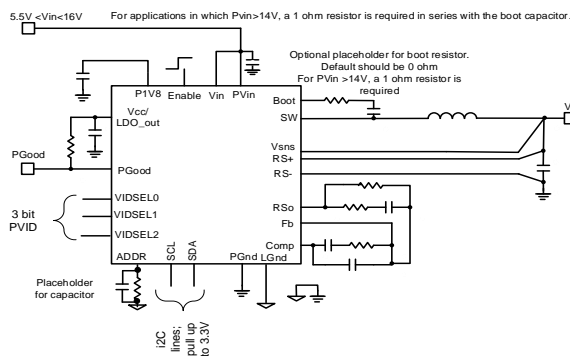 5.5V <Vin<16V
For applications in which Pvin>14V, a 1 ohm resistor is required in series with the boot capacitor.
Optional placeholder for boot resistor.
Default should be 0 ohm
For PVin >14V, a 1 ohm resistor is
required
P1V8
Enable
Vin
PVin
Vcc/
LDO_out
Boot
SW
V
PGood
PGood
Vsns
RS+
RS-
3 bit
PVID
VIDSEL0
VIDSEL1
VIDSEL2
RSo
Fb
Comp
ADDR
SCL
SDA
PGnd
LGnd
Placeholder
for capacitor
i2C
lines;
pull up
to 3.3V